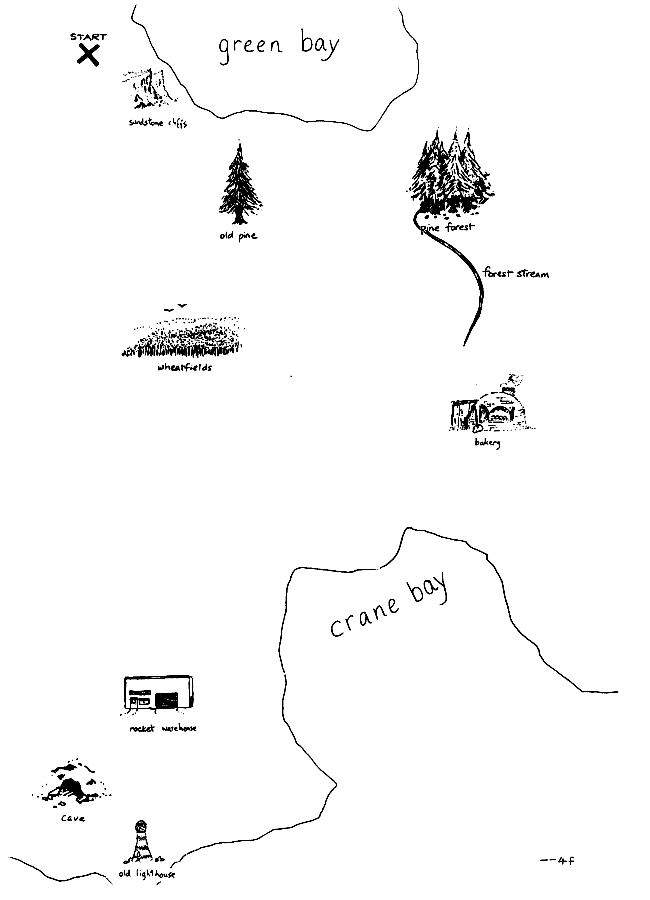 START
green bay
sandstone cliffs
old pine
pine forest
forest stream
wheatfields
bakery
crane bay
rocket warehouse
cave
old lighthouse
--4F